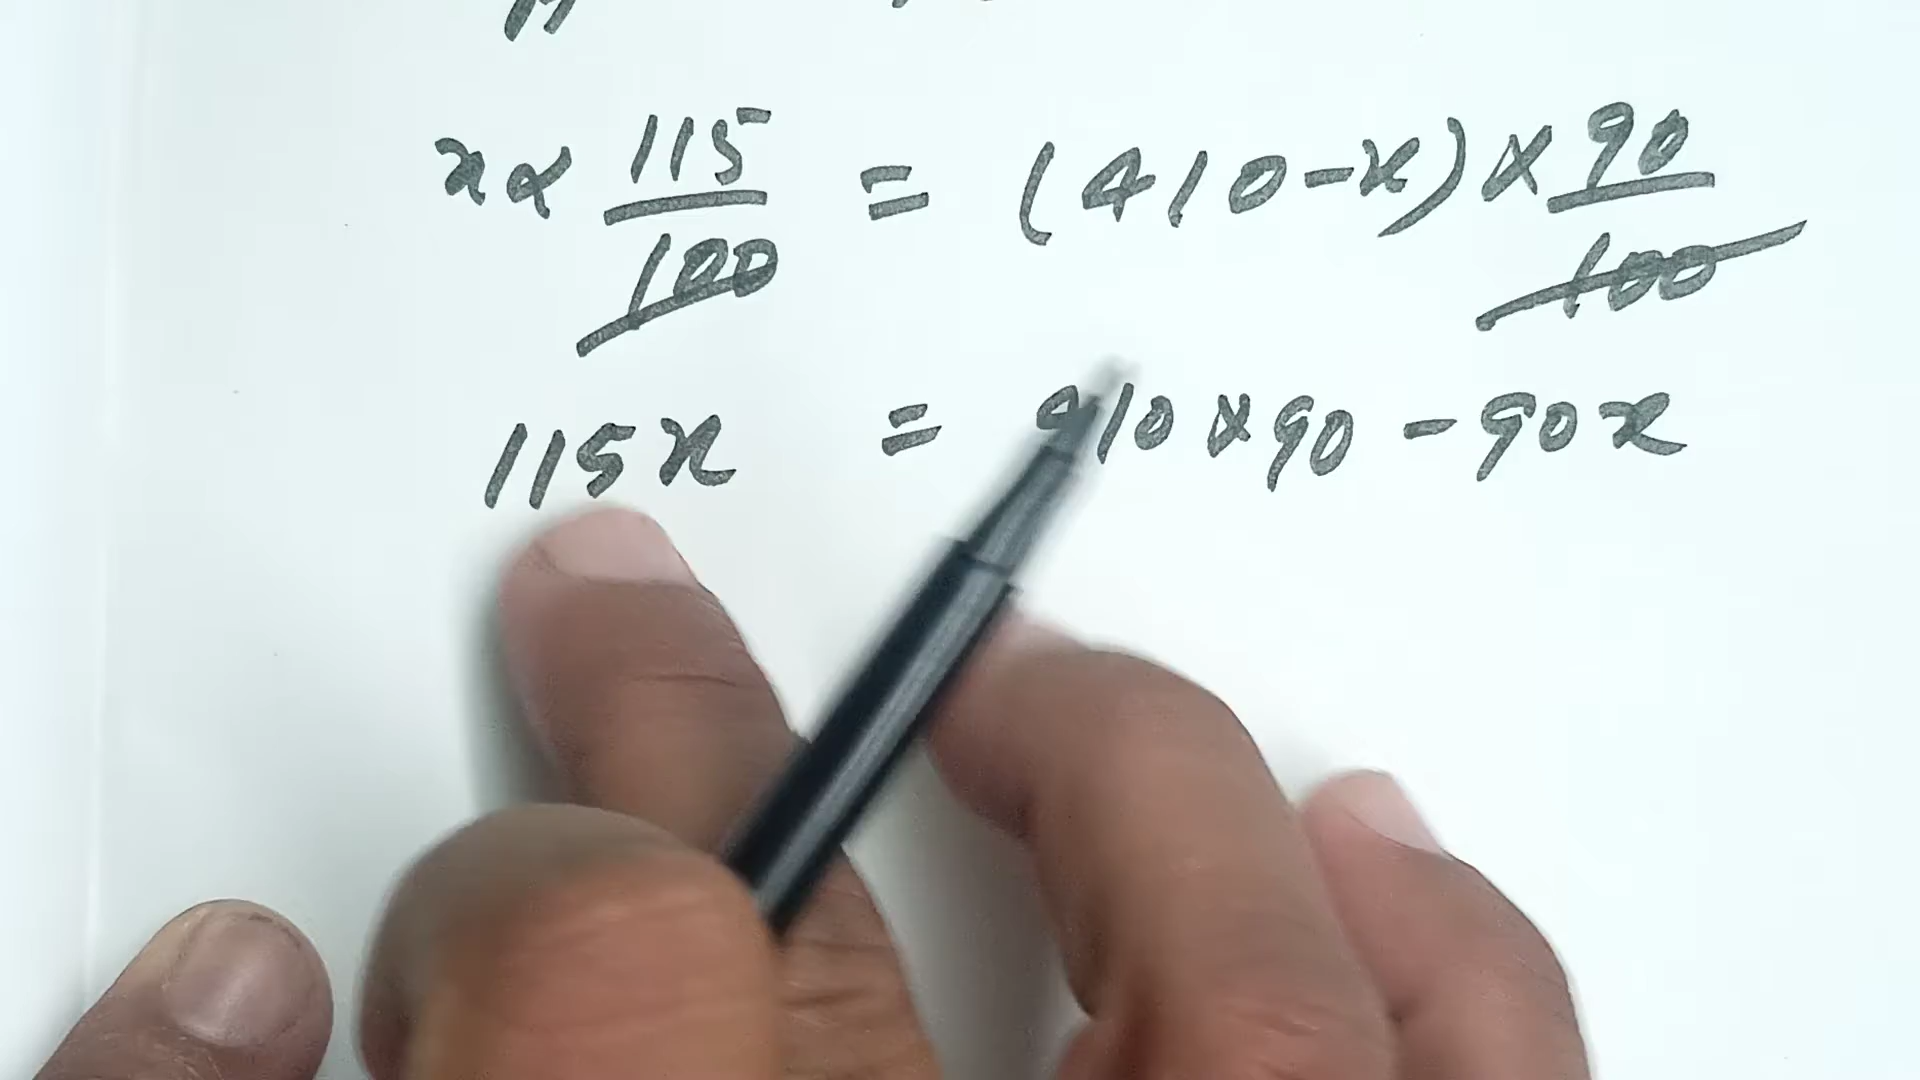 x × 115/100 = (410-x) × 90/100
115x = 410 × 90 - 90x